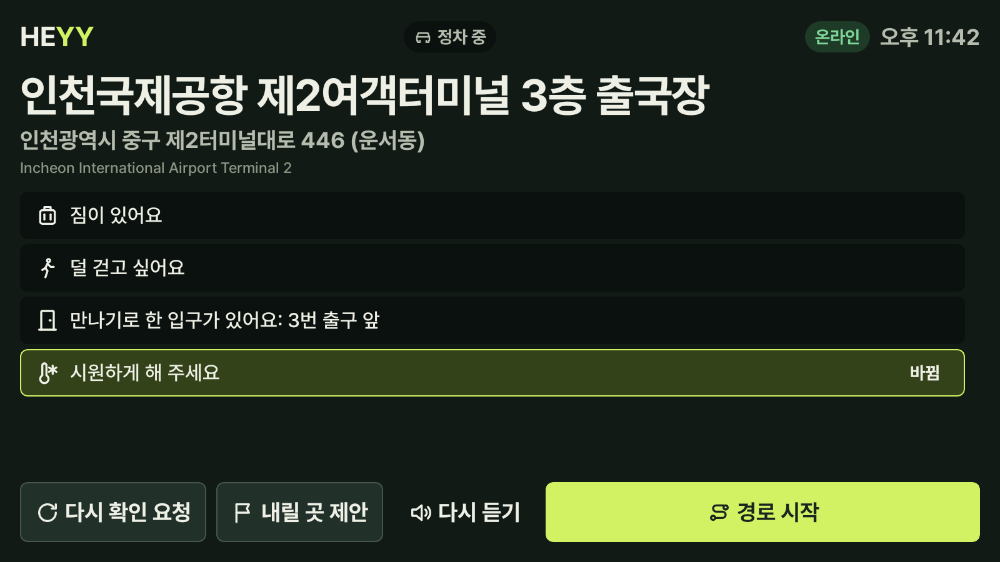 HEYY
정차 중
온라인
오후 11:42
인천국제공항 제2여객터미널 3층 출국장
인천광역시 중구 제2터미널대로 446 (운서동)
Incheon International Airport Terminal 2
짐이 있어요
덜 걷고 싶어요
만나기로 한 입구가 있어요: 3번 출구 앞
시원하게 해 주세요
바뀜
다시 확인 요청
내릴 곳 제안
다시 듣기
경로 시작